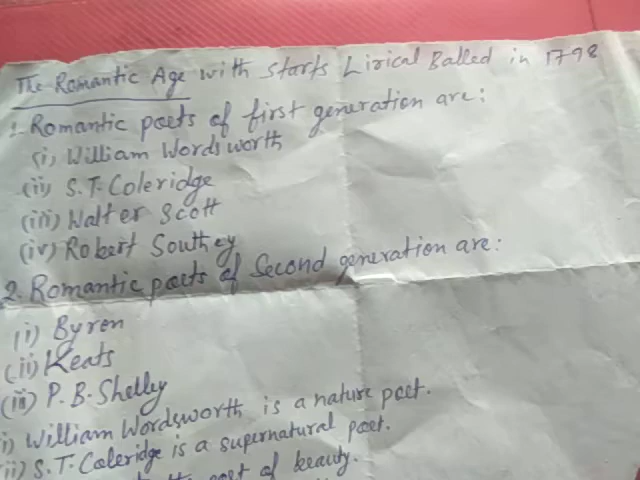 The Romantic Age with starts Lirical Balled in 1798
1. Romantic poets of first generation are:
(i) William Wordsworth
(ii) S.T. Coleridge
(iii) Walter Scott
(iv) Robert Southey
2. Romantic poets of Second generation are:
(i) Byren
(ii) Keats
(iii) P.B. Shelley
i) William Wordsworth is a nature poet.
ii) S.T. Coleridge is a supernatural poet.
poet of beauty.